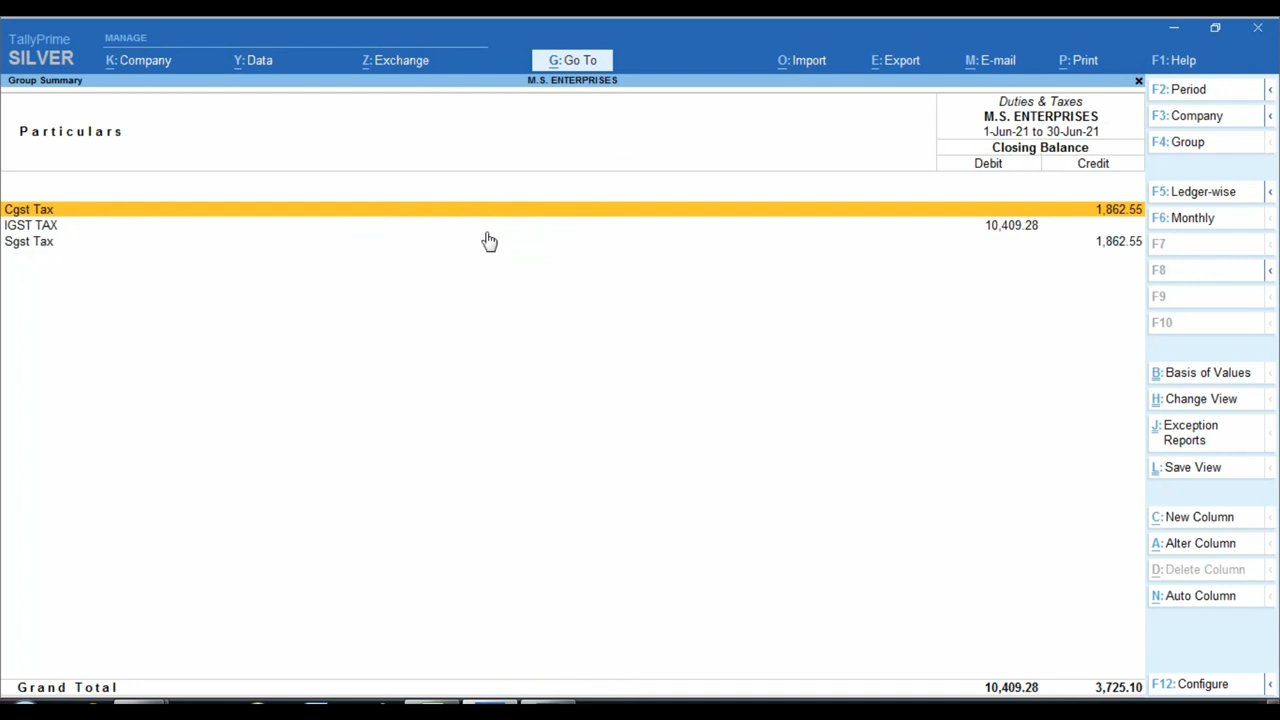 TallyPrime
SILVER
MANAGE
K: Company
Y: Data
Z: Exchange
G: Go To
O: Import
E: Export
M: E-mail
P: Print
F1: Help
Group Summary
M.S. ENTERPRISES
Particulars
Duties & Taxes
M.S. ENTERPRISES
1-Jun-21 to 30-Jun-21
Closing Balance
Debit Credit
Cgst Tax 1,862.55
IGST TAX 10,409.28
Sgst Tax 1,862.55
Grand Total 10,409.28 3,725.10
F2: Period
F3: Company
F4: Group
F5: Ledger-wise
F6: Monthly
F7
F8
F9
F10
B: Basis of Values
H: Change View
J: Exception
Reports
L: Save View
C: New Column
A: Alter Column
D: Delete Column
N: Auto Column
F12: Configure